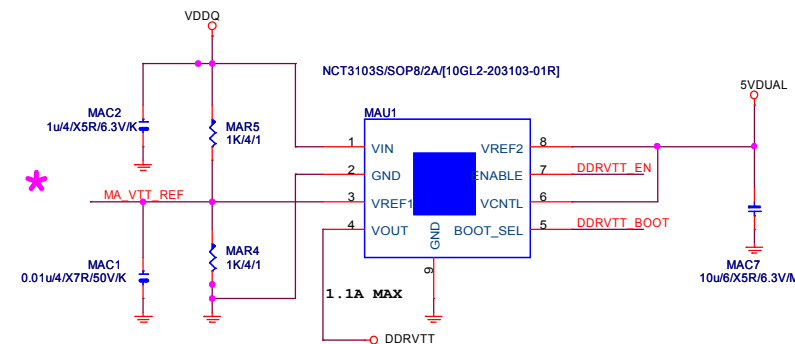 VDDQ
NCT3103S/SOP8/2A/[10GL2-203103-01R]
5VDUAL
MAC2
1u/4/X5R/6.3V/K
MAR5
1K/4/1
MAU1
1 VIN VREF2 8
2 GND ENABLE 7 DDRVTT_EN
MA_VTT_REF 3 VREF1 VCNTL 6
4 VOUT BOOT_SEL 5 DDRVTT_BOOT
GND
9
MAC1
0.01u/4/X7R/50V/K
MAR4
1K/4/1
MAC7
10u/6/X5R/6.3V/M
1.1A MAX
DDRVTT